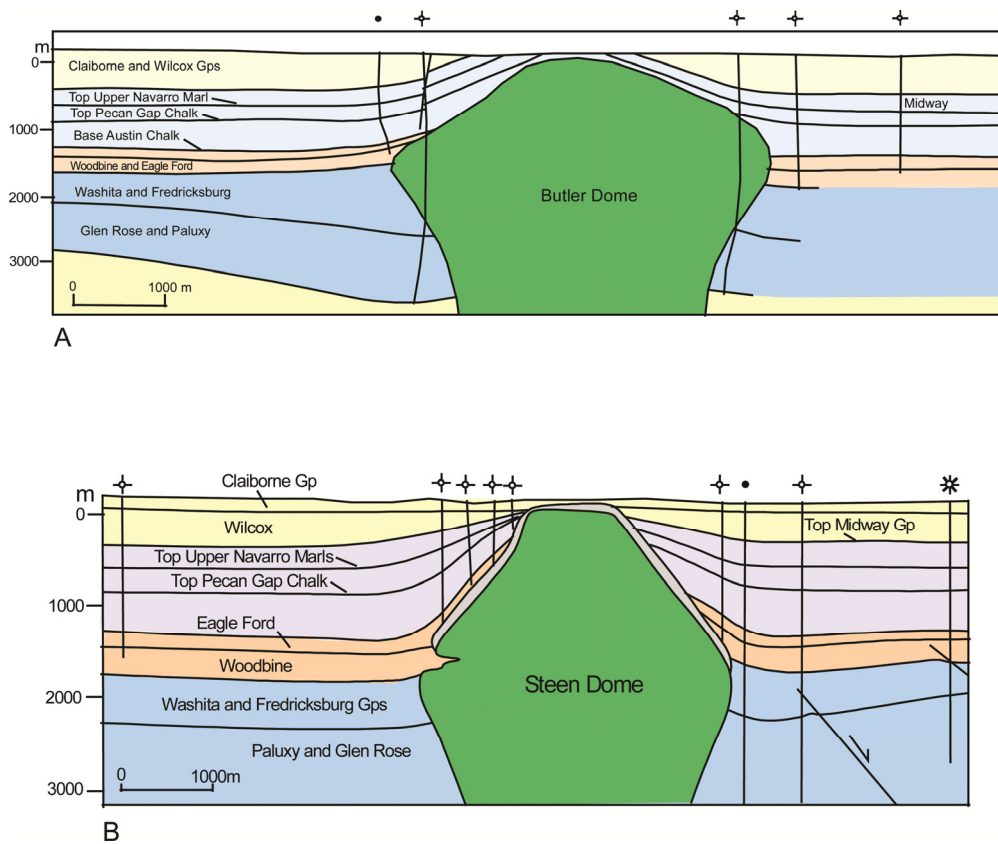 m
0
Claiborne and Wilcox Gps
Top Upper Navarro Marl
Midway
Top Pecan Gap Chalk
1000
Base Austin Chalk
Woodbine and Eagle Ford
Washita and Fredricksburg
2000
Butler Dome
Glen Rose and Paluxy
3000
0 1000 m
A
Claiborne Gp
m
0
Wilcox
Top Midway Gp
Top Upper Navarro Marls
Top Pecan Gap Chalk
1000
Eagle Ford
Woodbine
Steen Dome
2000
Washita and Fredricksburg Gps
Paluxy and Glen Rose
0 1000m
3000
B